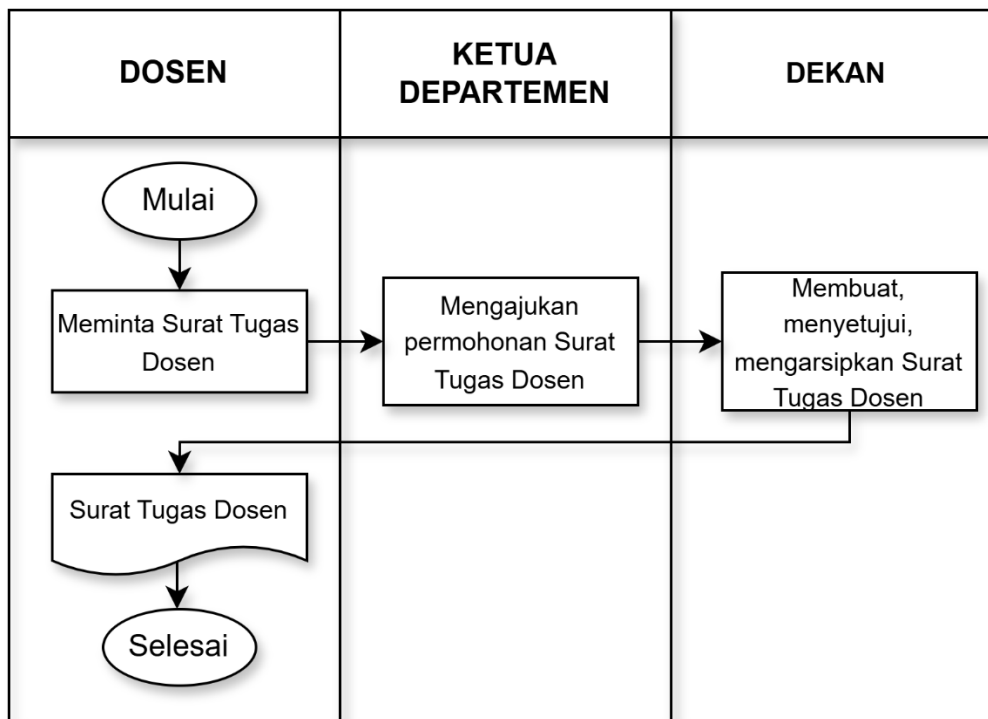 DOSEN
KETUA
DEPARTEMEN
DEKAN
Mulai
Meminta Surat Tugas
Dosen
Mengajukan
permohonan Surat
Tugas Dosen
Membuat,
menyetujui,
mengarsipkan Surat
Tugas Dosen
Surat Tugas Dosen
Selesai